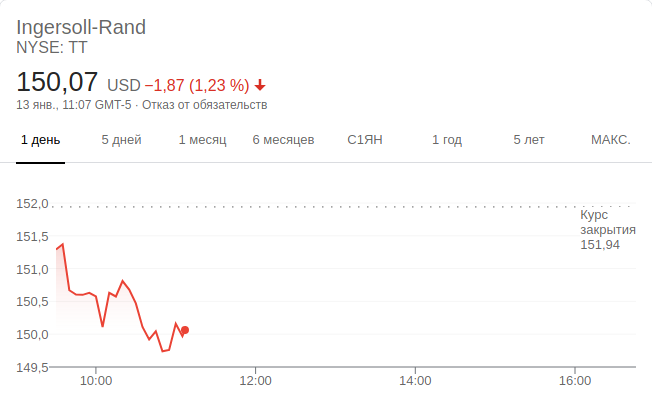 Ingersoll-Rand
NYSE: TT
150,07 USD −1,87 (1,23 %)
13 янв., 11:07 GMT-5 · Отказ от обязательств
1 день 5 дней 1 месяц 6 месяцев С1ЯН 1 год 5 лет МАКС.
152,0
Курс
закрытия
151,94
151,5
151,0
150,5
150,0
149,5
10:00 12:00 14:00 16:00